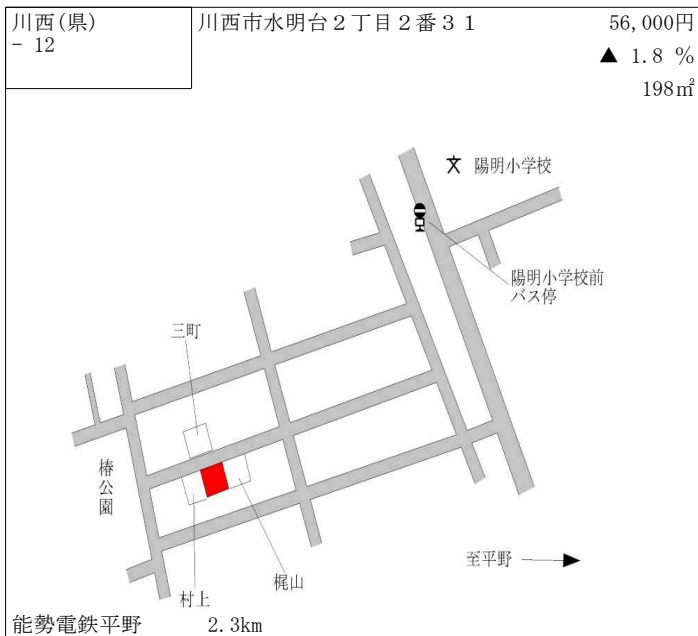 川西(県)
- 12
川西市水明台２丁目２番３１
56,000円
▲ 1.8 %
198㎡
陽明小学校
陽明小学校前
バス停
三町
椿公園
至平野
梶山
村上
能勢電鉄平野 2.3km